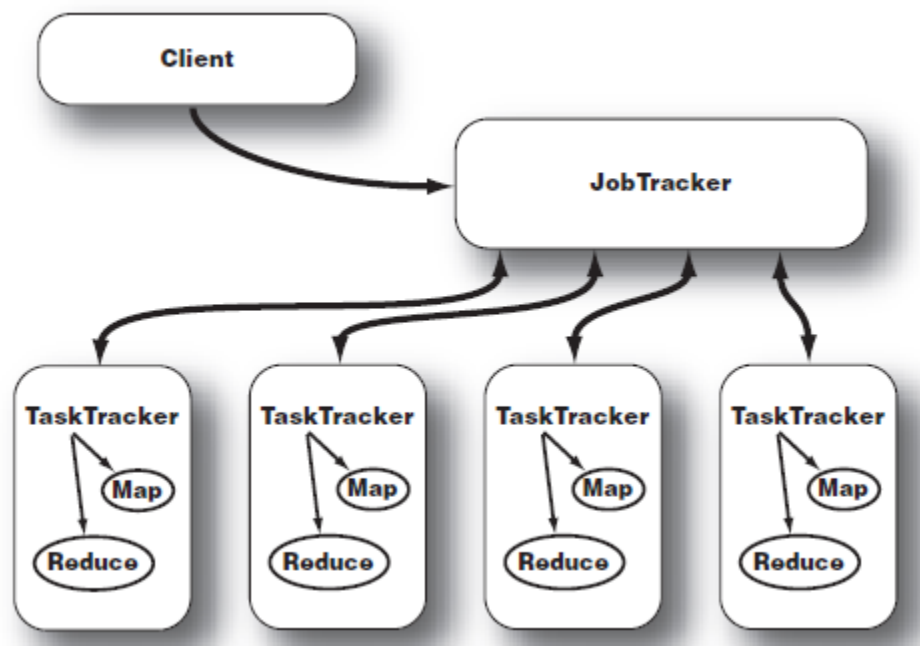 Client
JobTracker
TaskTracker TaskTracker TaskTracker TaskTracker
Map Map Map Map
Reduce Reduce Reduce Reduce